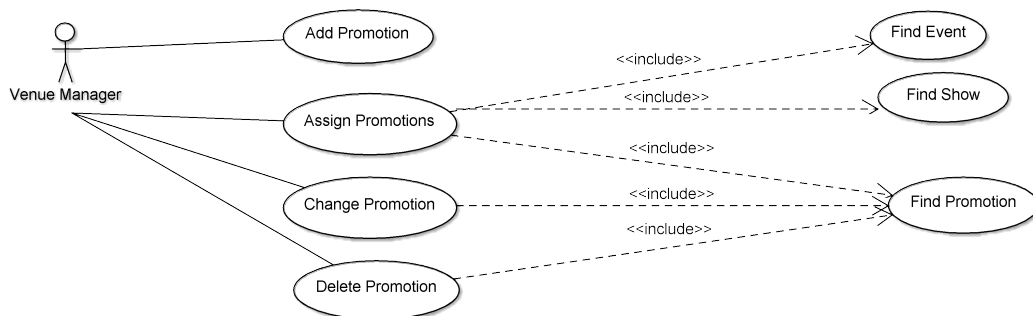 Add Promotion
Find Event
<<include>>
Venue Manager
<<include>>
Find Show
Assign Promotions
<<include>>
<<include>>
Change Promotion
Find Promotion
<<include>>
Delete Promotion